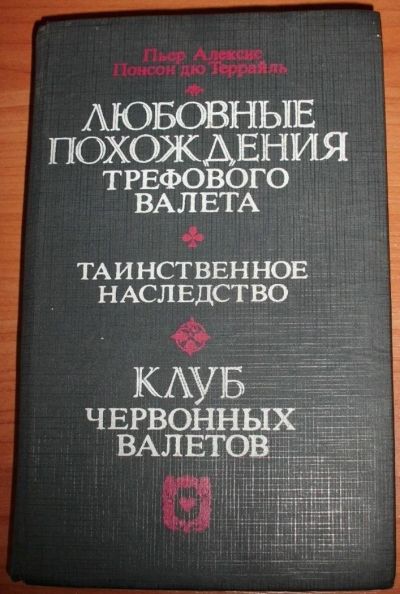 Пьер Алексис
Понсон дю Террайль
ЛЮБОВНЫЕ
ПОХОЖДЕНИЯ
ТРЕФОВОГО
ВАЛЕТА
ТАИНСТВЕННОЕ
НАСЛЕДСТВО
КЛУБ
ЧЕРВОННЫХ
ВАЛЕТОВ